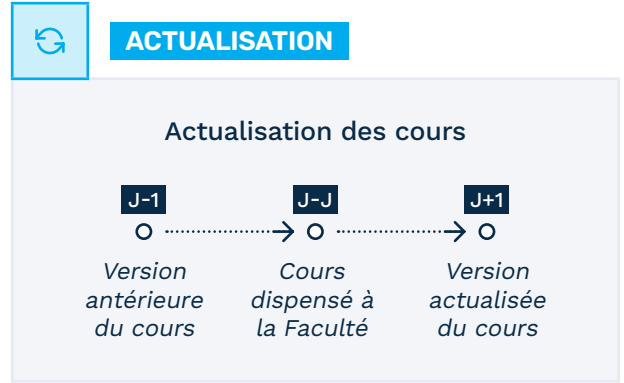 ACTUALISATION
Actualisation des cours
J-1 J-J J+1
Version Cours Version
antérieure dispensé à actualisée
du cours la Faculté du cours